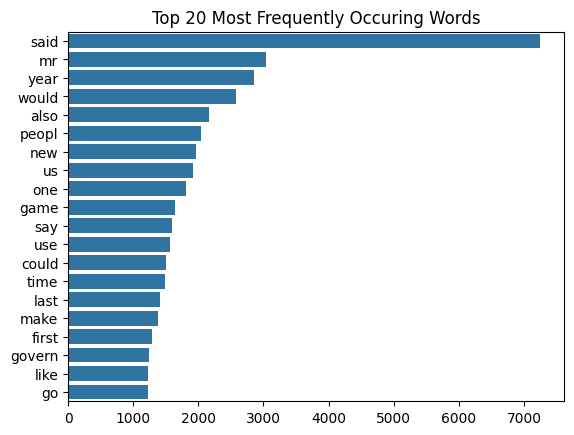 Top 20 Most Frequently Occuring Words
said
mr
year
would
also
peopl
new
us
one
game
say
use
could
time
last
make
first
govern
like
go
0 1000 2000 3000 4000 5000 6000 7000